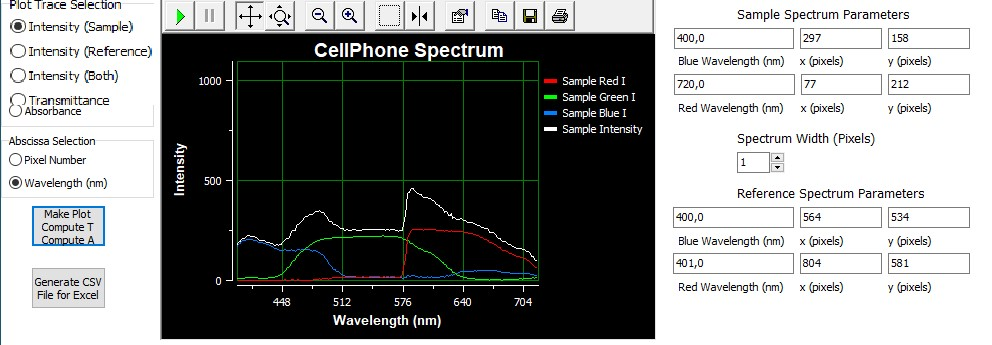 Plot Trace Selection
Intensity (Sample)
Intensity (Reference)
Intensity (Both)
Transmittance
Absorbance
Abscissa Selection
Pixel Number
Wavelength (nm)
Make Plot
Compute T
Compute A
Generate CSV
File for Excel
CellPhone Spectrum
Intensity
1000
500
0
448
512
576
640
704
Wavelength (nm)
Sample Red I
Sample Green I
Sample Blue I
Sample Intensity
Sample Spectrum Parameters
400,0 297 158
Blue Wavelength (nm) x (pixels) y (pixels)
720,0 77 212
Red Wavelength (nm) x (pixels) y (pixels)
Spectrum Width (Pixels)
1
Reference Spectrum Parameters
400,0 564 534
Blue Wavelength (nm) x (pixels) y (pixels)
401,0 804 581
Red Wavelength (nm) x (pixels) y (pixels)